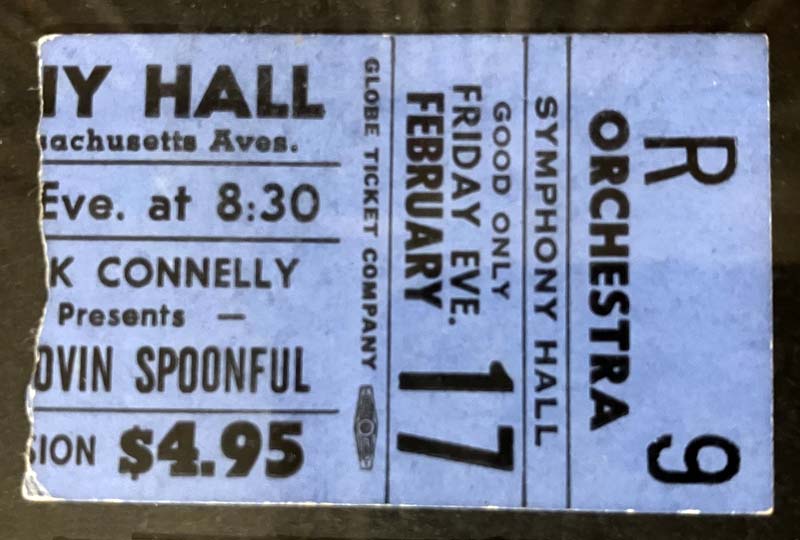 NY HALL
sachusetts Aves.
Eve. at 8:30
K CONNELLY
Presents —
OVIN SPOONFUL
SION $4.95
GLOBE TICKET COMPANY
GOOD ONLY
FRIDAY EVE.
FEBRUARY 17
SYMPHONY HALL
ORCHESTRA
R 9